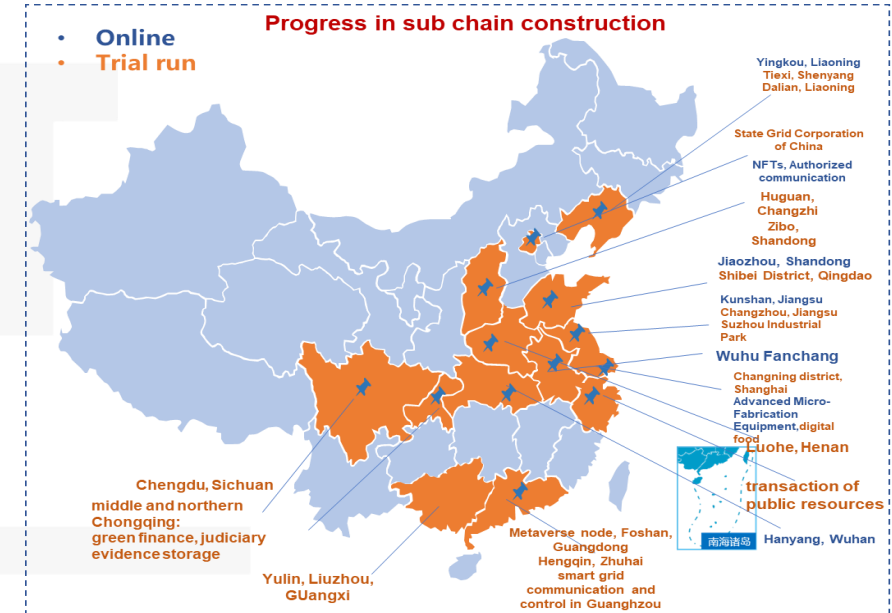 Progress in sub chain construction
• Online
• Trial run
Yingkou, Liaoning
Tiexi, Shenyang
Dalian, Liaoning
State Grid Corporation
of China
NFTs, Authorized
communication
Huguan,
Changzhi
Zibo,
Shandong
Jiaozhou, Shandong
Shibei District, Qingdao
Kunshan, Jiangsu
Changzhou, Jiangsu
Suzhou Industrial
Park
Wuhu Fanchang
Changning district,
Shanghai
Advanced Micro-
Fabrication
Equipment,digital
food
Luohe, Henan
transaction of
public resources
Hanyang, Wuhan
南海诸岛
Chengdu, Sichuan
middle and northern
Chongqing:
green finance, judiciary
evidence storage
Yulin, Liuzhou,
GUangxi
Metaverse node, Foshan,
Guangdong
Hengqin, Zhuhai
smart grid
communication and
control in Guanghzou